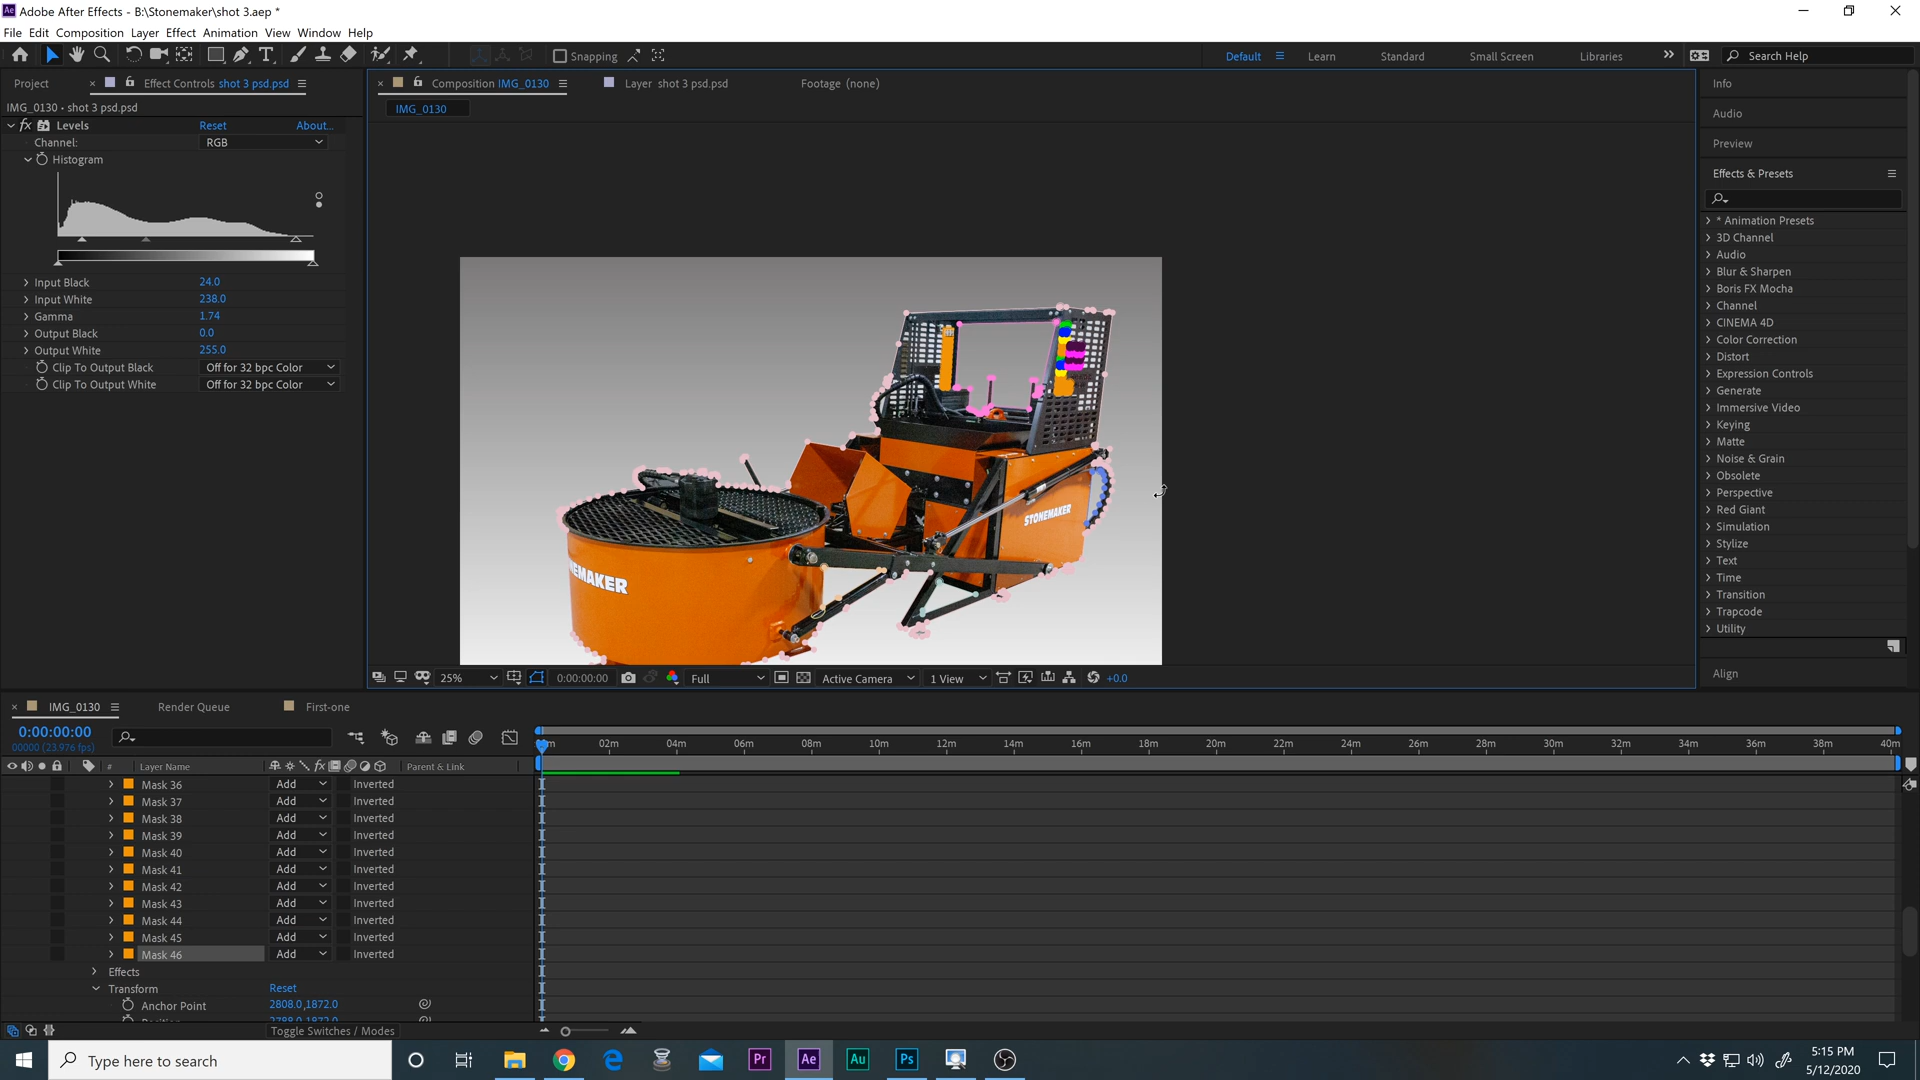 Adobe After Effects - B:\Stonemaker\shot 3.aep *
File Edit Composition Layer Effect Animation View Window Help
Snapping
Default
Learn
Standard
Small Screen
Libraries
Search Help
Project
Effect Controls shot 3 psd.psd
Composition IMG_0130
Layer shot 3 psd.psd
Footage (none)
IMG_0130 • shot 3 psd.psd
IMG_0130
fx Levels Reset About...
Channel: RGB
Histogram
Input Black 24.0
Input White 238.0
Gamma 1.74
Output Black 0.0
Output White 255.0
Clip To Output Black Off for 32 bpc Color
Clip To Output White Off for 32 bpc Color
STONEMAKER
NEMAKER
25%
0:00:00:00
Full
Active Camera
1 View
+0.0
Info
Audio
Preview
Effects & Presets
* Animation Presets
3D Channel
Audio
Blur & Sharpen
Boris FX Mocha
Channel
CINEMA 4D
Color Correction
Distort
Expression Controls
Generate
Immersive Video
Keying
Matte
Noise & Grain
Obsolete
Perspective
Red Giant
Simulation
Stylize
Text
Time
Transition
Trapcode
Utility
Align
IMG_0130
Render Queue
First-one
0:00:00:00
00000 (23.976 fps)
# Layer Name fx Parent & Link
02m 04m 06m 08m 10m 12m 14m 16m 18m 20m 22m 24m 26m 28m 30m 32m 34m 36m 38m 40m
Mask 36 Add Inverted
Mask 37 Add Inverted
Mask 38 Add Inverted
Mask 39 Add Inverted
Mask 40 Add Inverted
Mask 41 Add Inverted
Mask 42 Add Inverted
Mask 43 Add Inverted
Mask 44 Add Inverted
Mask 45 Add Inverted
Mask 46 Add Inverted
Effects
Transform Reset
Anchor Point 2808.0,1872.0
Toggle Switches / Modes
Type here to search
Pr Ae Au Ps
5:15 PM
5/12/2020